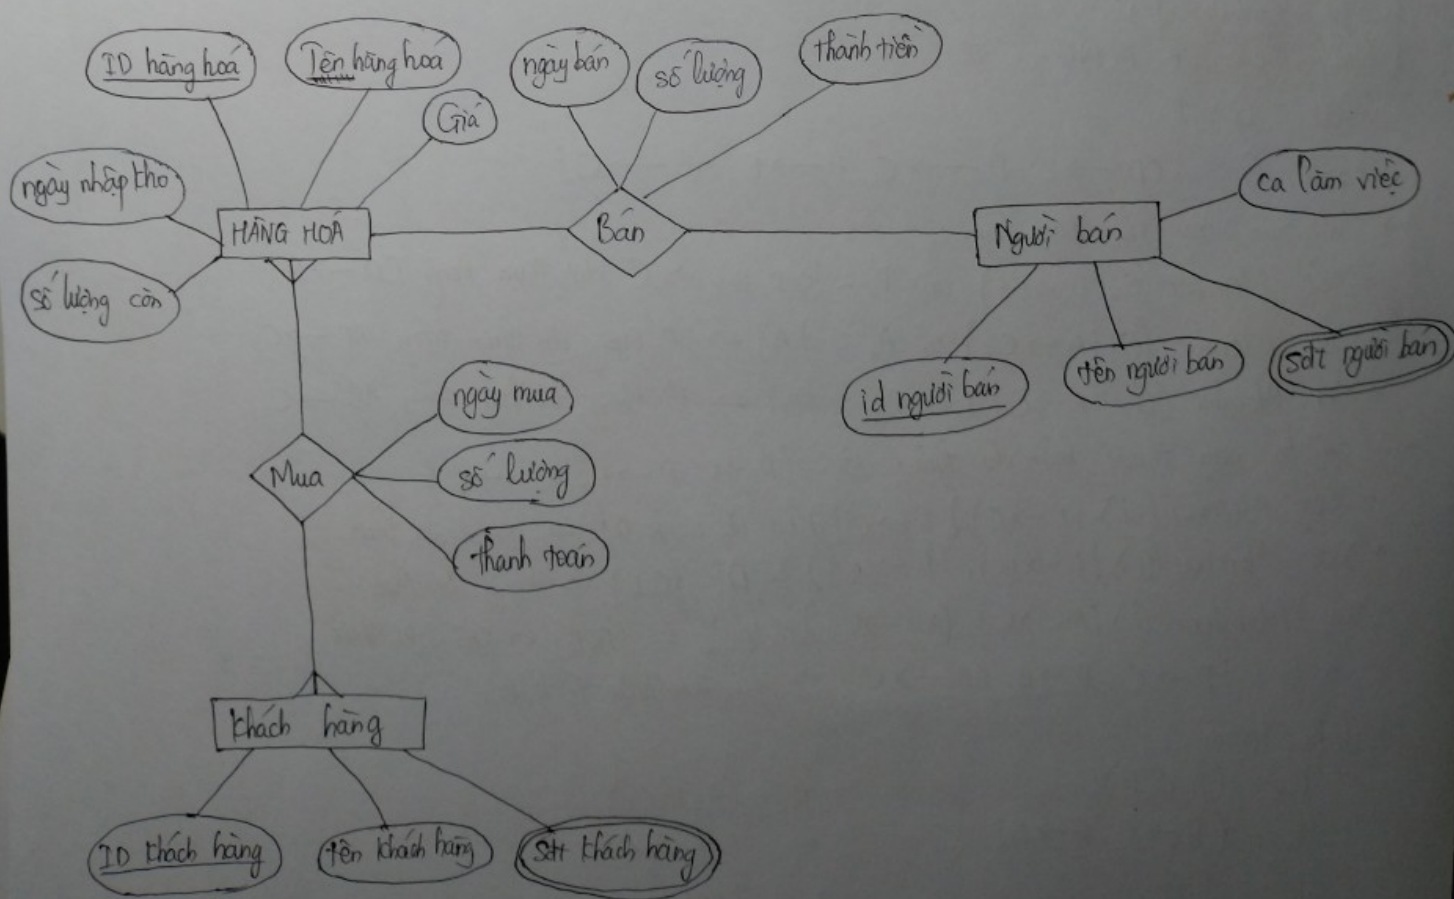 ID hàng hoá
Tên hàng hoá
Giá
ngày nhập kho
số lượng còn
HÀNG HOÁ
ngày bán
số lượng
thành tiền
Bán
Người bán
ca làm việc
id người bán
tên người bán
sđt người bán
Mua
ngày mua
số lượng
thanh toán
khách hàng
ID khách hàng
tên khách hàng
sđt khách hàng